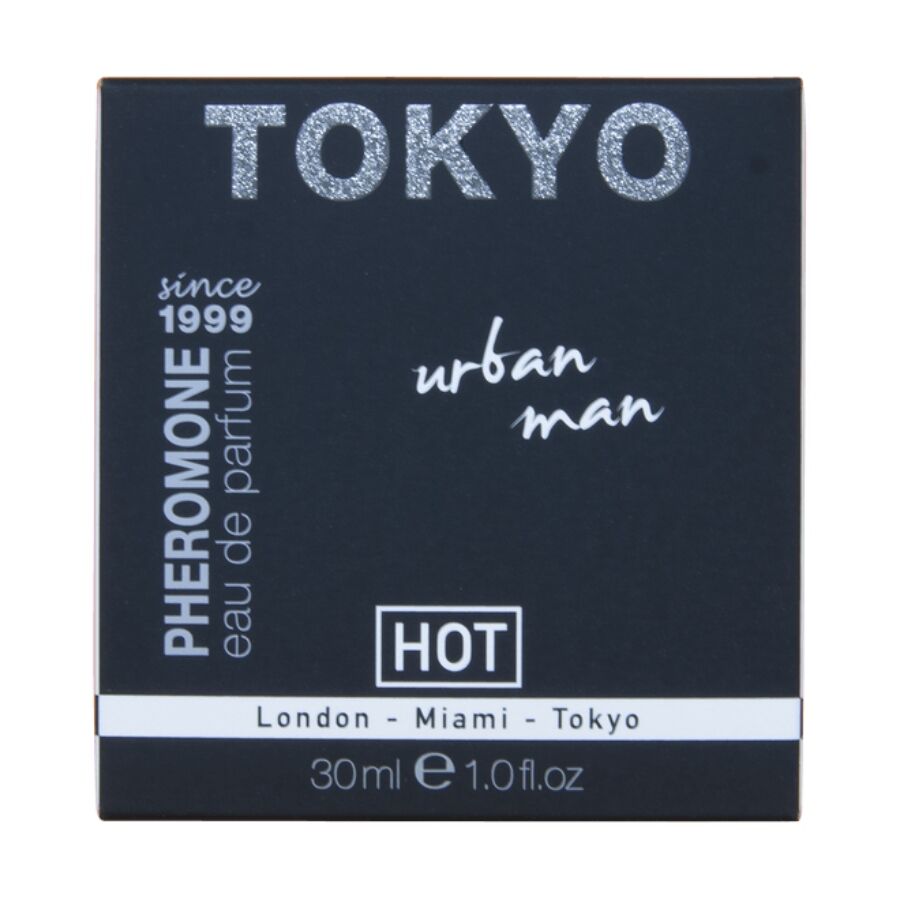 TOKYO
since
1999
PHEROMONE
eau de parfum
urban
man
HOT
London - Miami - Tokyo
30ml e 1.0fl.oz